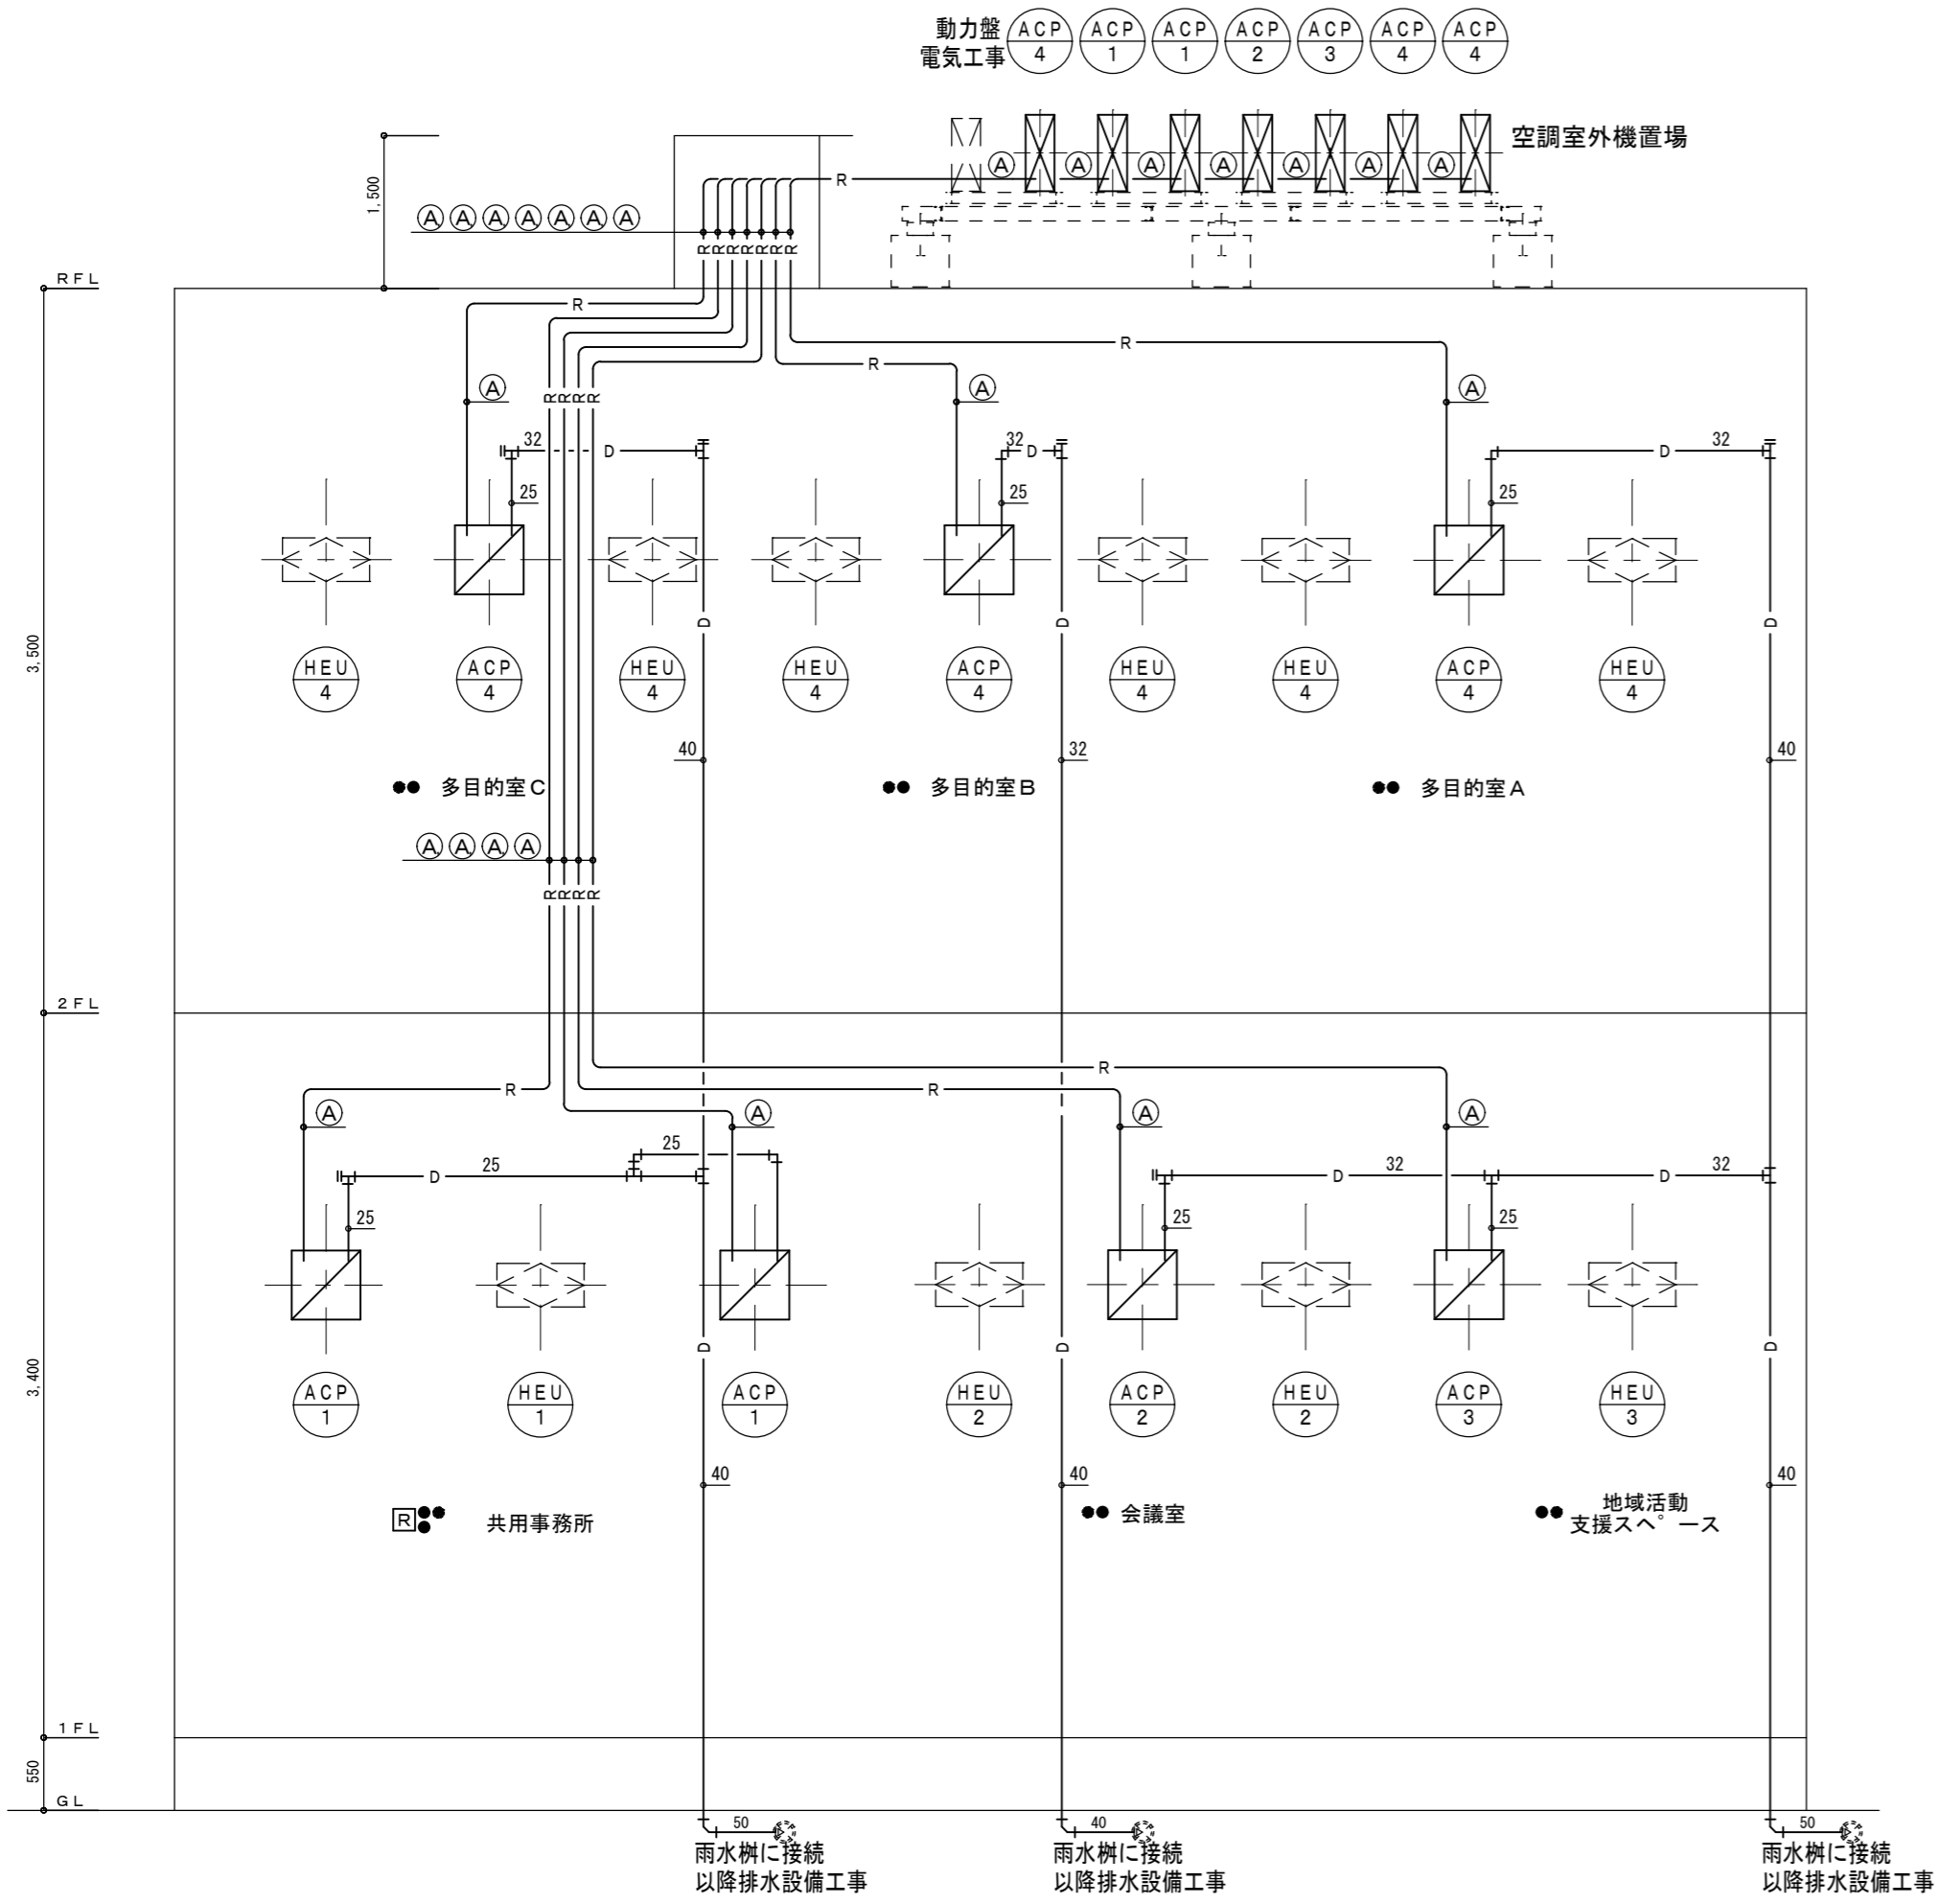 動力盤
電気工事
ACP 4
ACP 1
ACP 1
ACP 2
ACP 3
ACP 4
ACP 4
空調室外機置場
A A A A A A A
R
1,500
A A A A A A A
R R R R R R R
RFL
R
R
R
R R R R
A
A
A
32 D
32 D
D 32
25
25
25
D
D
D
3,500
HEU 4
ACP 4
HEU 4
HEU 4
ACP 4
HEU 4
HEU 4
ACP 4
HEU 4
40
32
40
●● 多目的室C
●● 多目的室B
●● 多目的室A
A A A A
R R R R
2FL
R
R
R
A
A
A
A
25
D 25
D 32
D 32
25
25
25
D
D
D
3,400
ACP 1
HEU 1
ACP 1
HEU 2
ACP 2
HEU 2
ACP 3
HEU 3
40
40
40
R 共用事務所
●● 会議室
●● 地域活動
支援スペース
1FL
550
GL
50
40
50
雨水桝に接続
以降排水設備工事
雨水桝に接続
以降排水設備工事
雨水桝に接続
以降排水設備工事